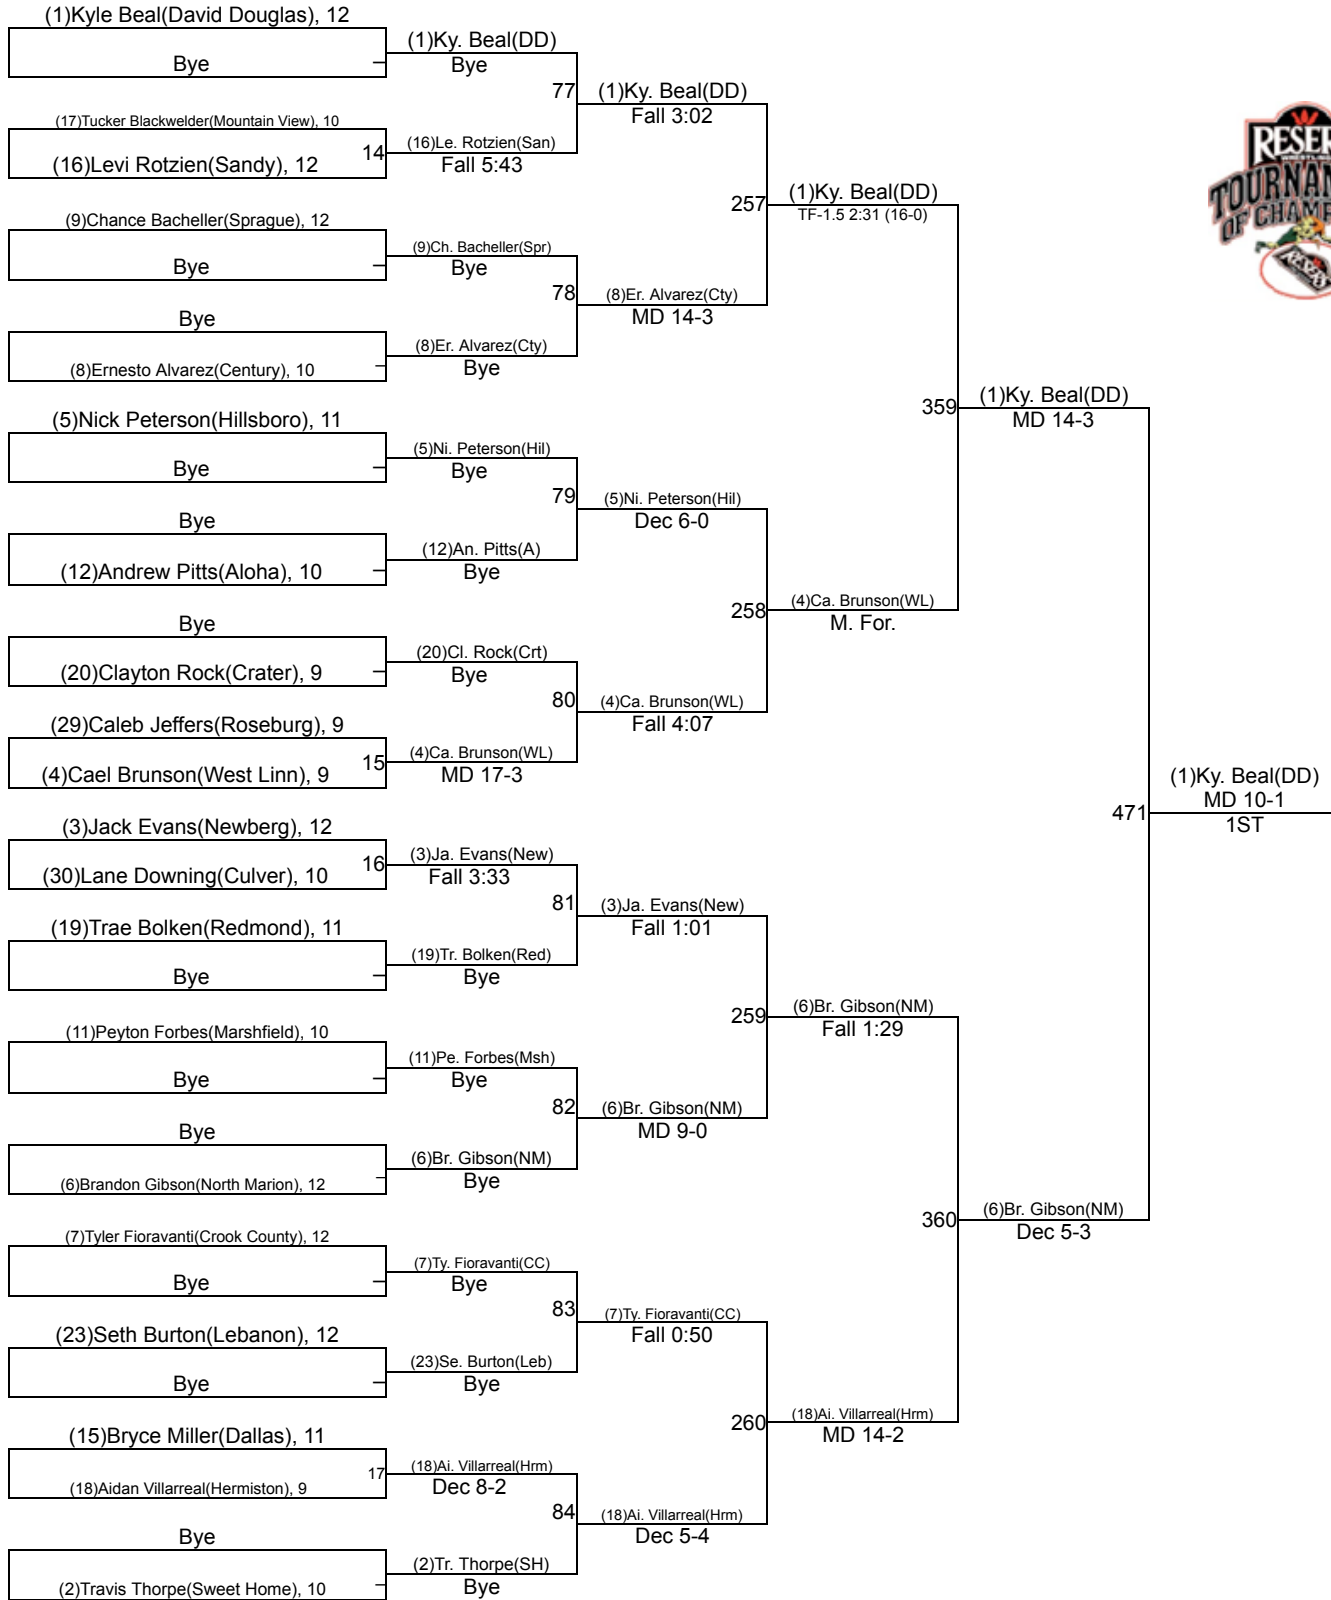 (1)Kyle Beal(David Douglas), 12
Bye
(1)Ky. Beal(DD)
Bye
77
(1)Ky. Beal(DD)
Fall 3:02
(17)Tucker Blackwelder(Mountain View), 10
(16)Levi Rotzien(Sandy), 12
14
(16)Le. Rotzien(San)
Fall 5:43
257
(1)Ky. Beal(DD)
TF-1.5 2:31 (16-0)
(9)Chance Bacheller(Sprague), 12
Bye
(9)Ch. Bacheller(Spr)
Bye
78
(8)Er. Alvarez(Cty)
MD 14-3
Bye
(8)Ernesto Alvarez(Century), 10
(8)Er. Alvarez(Cty)
Bye
359
(1)Ky. Beal(DD)
MD 14-3
(5)Nick Peterson(Hillsboro), 11
Bye
(5)Ni. Peterson(Hil)
Bye
79
(5)Ni. Peterson(Hil)
Dec 6-0
Bye
(12)Andrew Pitts(Aloha), 10
(12)An. Pitts(A)
Bye
258
(4)Ca. Brunson(WL)
M. For.
Bye
(20)Clayton Rock(Crater), 9
(20)Cl. Rock(Crt)
Bye
80
(4)Ca. Brunson(WL)
Fall 4:07
(29)Caleb Jeffers(Roseburg), 9
(4)Cael Brunson(West Linn), 9
15
(4)Ca. Brunson(WL)
MD 17-3
471
(1)Ky. Beal(DD)
MD 10-1
1ST
(3)Jack Evans(Newberg), 12
(30)Lane Downing(Culver), 10
16
(3)Ja. Evans(New)
Fall 3:33
81
(3)Ja. Evans(New)
Fall 1:01
(19)Trae Bolken(Redmond), 11
Bye
(19)Tr. Bolken(Red)
Bye
259
(6)Br. Gibson(NM)
Fall 1:29
(11)Peyton Forbes(Marshfield), 10
Bye
(11)Pe. Forbes(Msh)
Bye
82
(6)Br. Gibson(NM)
MD 9-0
Bye
(6)Brandon Gibson(North Marion), 12
(6)Br. Gibson(NM)
Bye
360
(6)Br. Gibson(NM)
Dec 5-3
(7)Tyler Fioravanti(Crook County), 12
Bye
(7)Ty. Fioravanti(CC)
Bye
83
(7)Ty. Fioravanti(CC)
Fall 0:50
(23)Seth Burton(Lebanon), 12
Bye
(23)Se. Burton(Leb)
Bye
260
(18)Ai. Villarreal(Hrm)
MD 14-2
(15)Bryce Miller(Dallas), 11
(18)Aidan Villarreal(Hermiston), 9
17
(18)Ai. Villarreal(Hrm)
Dec 8-2
84
(18)Ai. Villarreal(Hrm)
Dec 5-4
Bye
(2)Travis Thorpe(Sweet Home), 10
(2)Tr. Thorpe(SH)
Bye